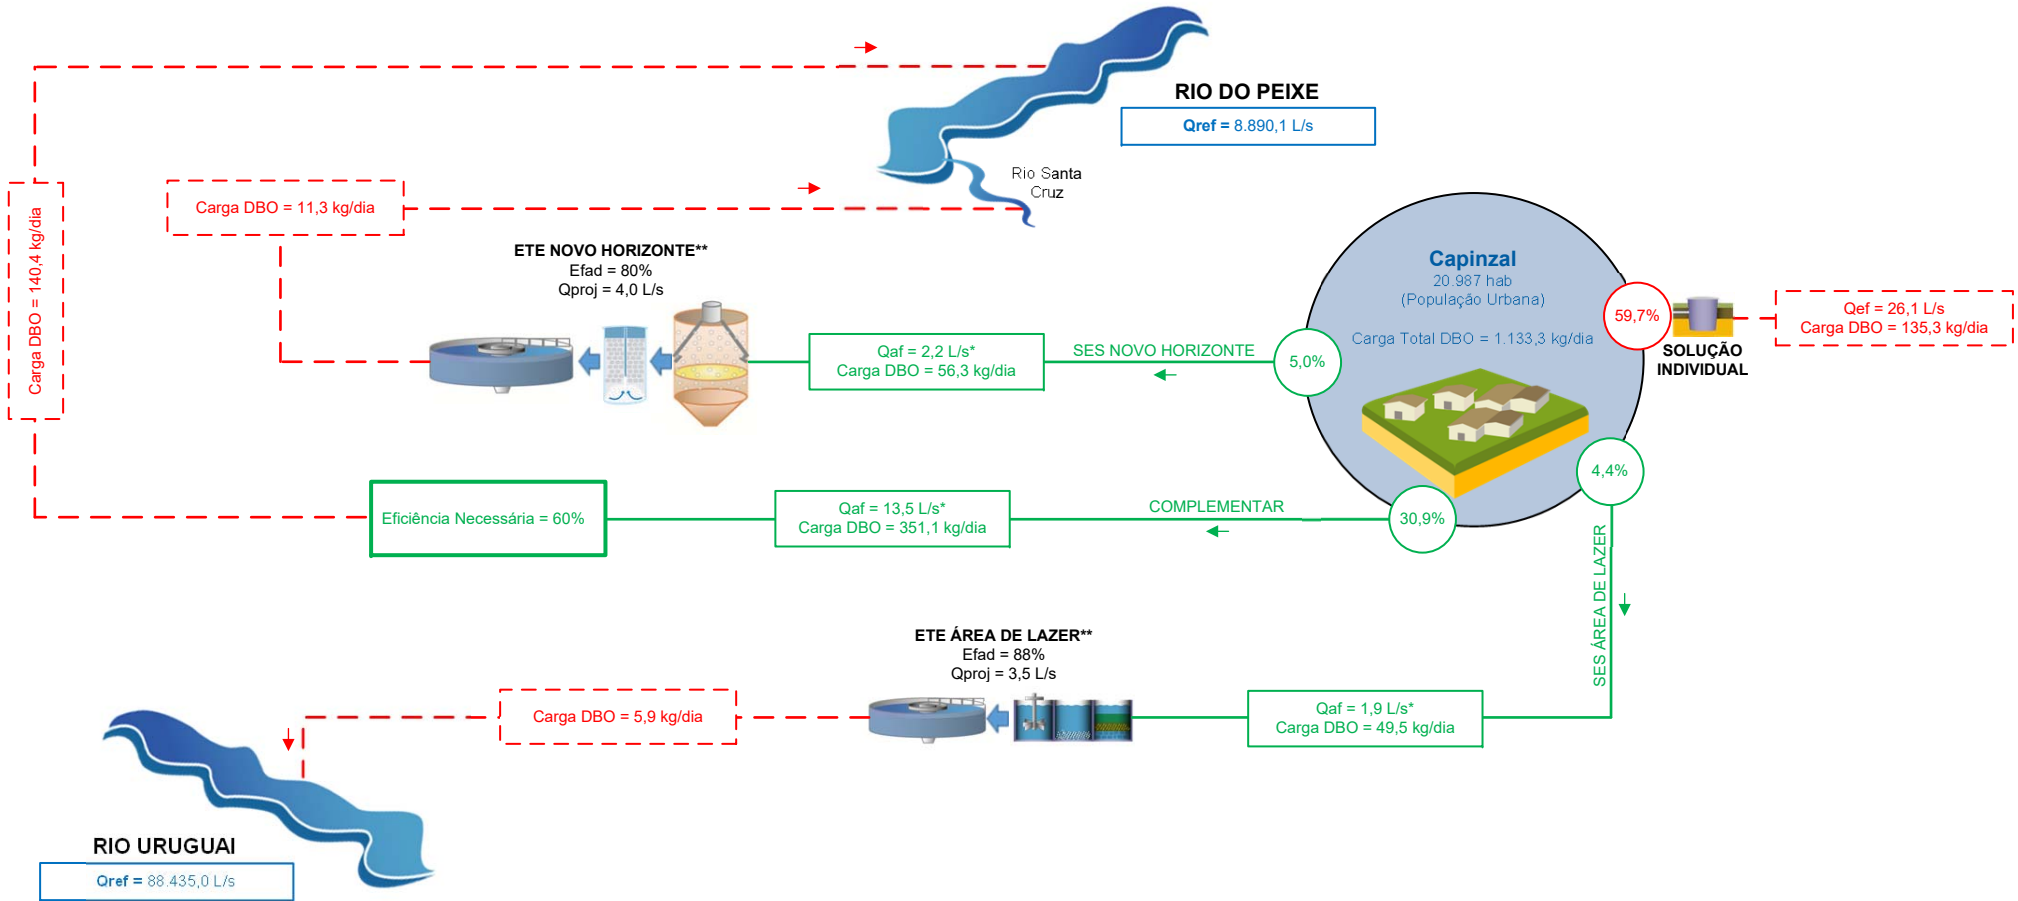 RIO DO PEIXE
Qref = 8.890,1 L/s
Rio Santa
Cruz
Carga DBO = 11,3 kg/dia
Carga DBO = 140,4 kg/dia
ETE NOVO HORIZONTE**
Efad = 80%
Qproj = 4,0 L/s
Qaf = 2,2 L/s*
Carga DBO = 56,3 kg/dia
SES NOVO HORIZONTE
5,0%
Capinzal
20.987 hab
(População Urbana)
Carga Total DBO = 1.133,3 kg/dia
59,7%
SOLUÇÃO
INDIVIDUAL
Qef = 26,1 L/s
Carga DBO = 135,3 kg/dia
4,4%
30,9%
COMPLEMENTAR
Qaf = 13,5 L/s*
Carga DBO = 351,1 kg/dia
Eficiência Necessária = 60%
SES ÁREA DE LAZER
ETE ÁREA DE LAZER**
Efad = 88%
Qproj = 3,5 L/s
Qaf = 1,9 L/s*
Carga DBO = 49,5 kg/dia
Carga DBO = 5,9 kg/dia
RIO URUGUAI
Qref = 88.435,0 L/s